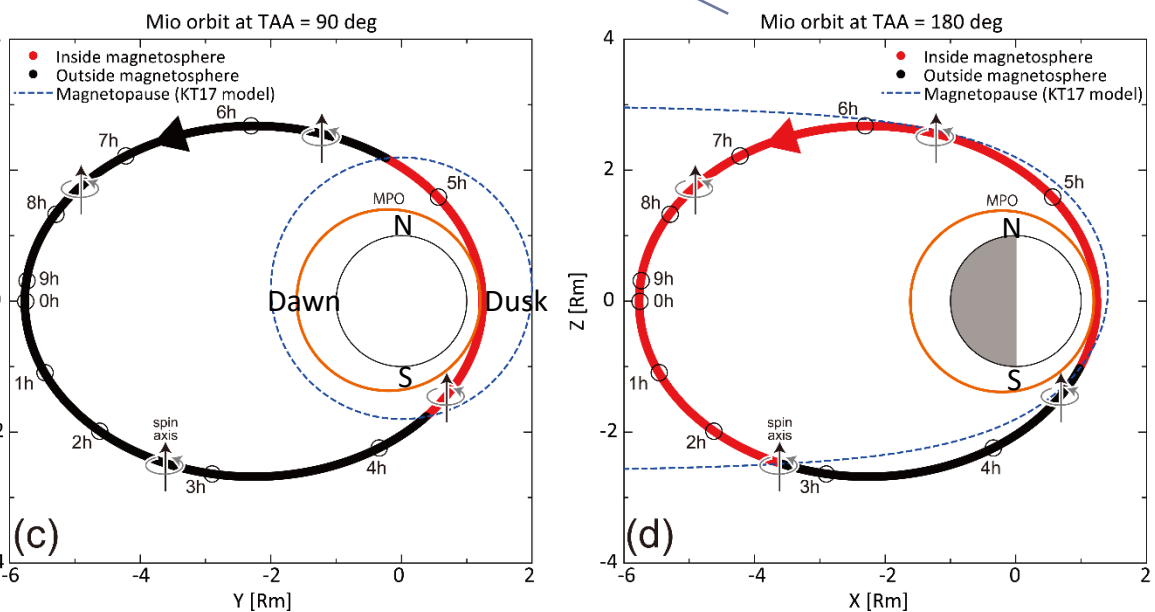 Mio orbit at TAA = 90 deg
Inside magnetosphere
Outside magnetosphere
Magnetopause (KT17 model)
6h
7h
5h
8h
MPO
N
9h
0h
Dawn
Dusk
S
1h
2h
spin
axis
3h
4h
(c)
-6
-4
-2
0
2
Y [Rm]
Mio orbit at TAA = 180 deg
4
Inside magnetosphere
Outside magnetosphere
Magnetopause (KT17 model)
6h
7h
5h
2
8h
MPO
N
Z [Rm]
9h
0
0h
S
1h
-2
2h
spin
axis
3h
4h
(d)
-4
-6
-4
-2
0
2
X [Rm]